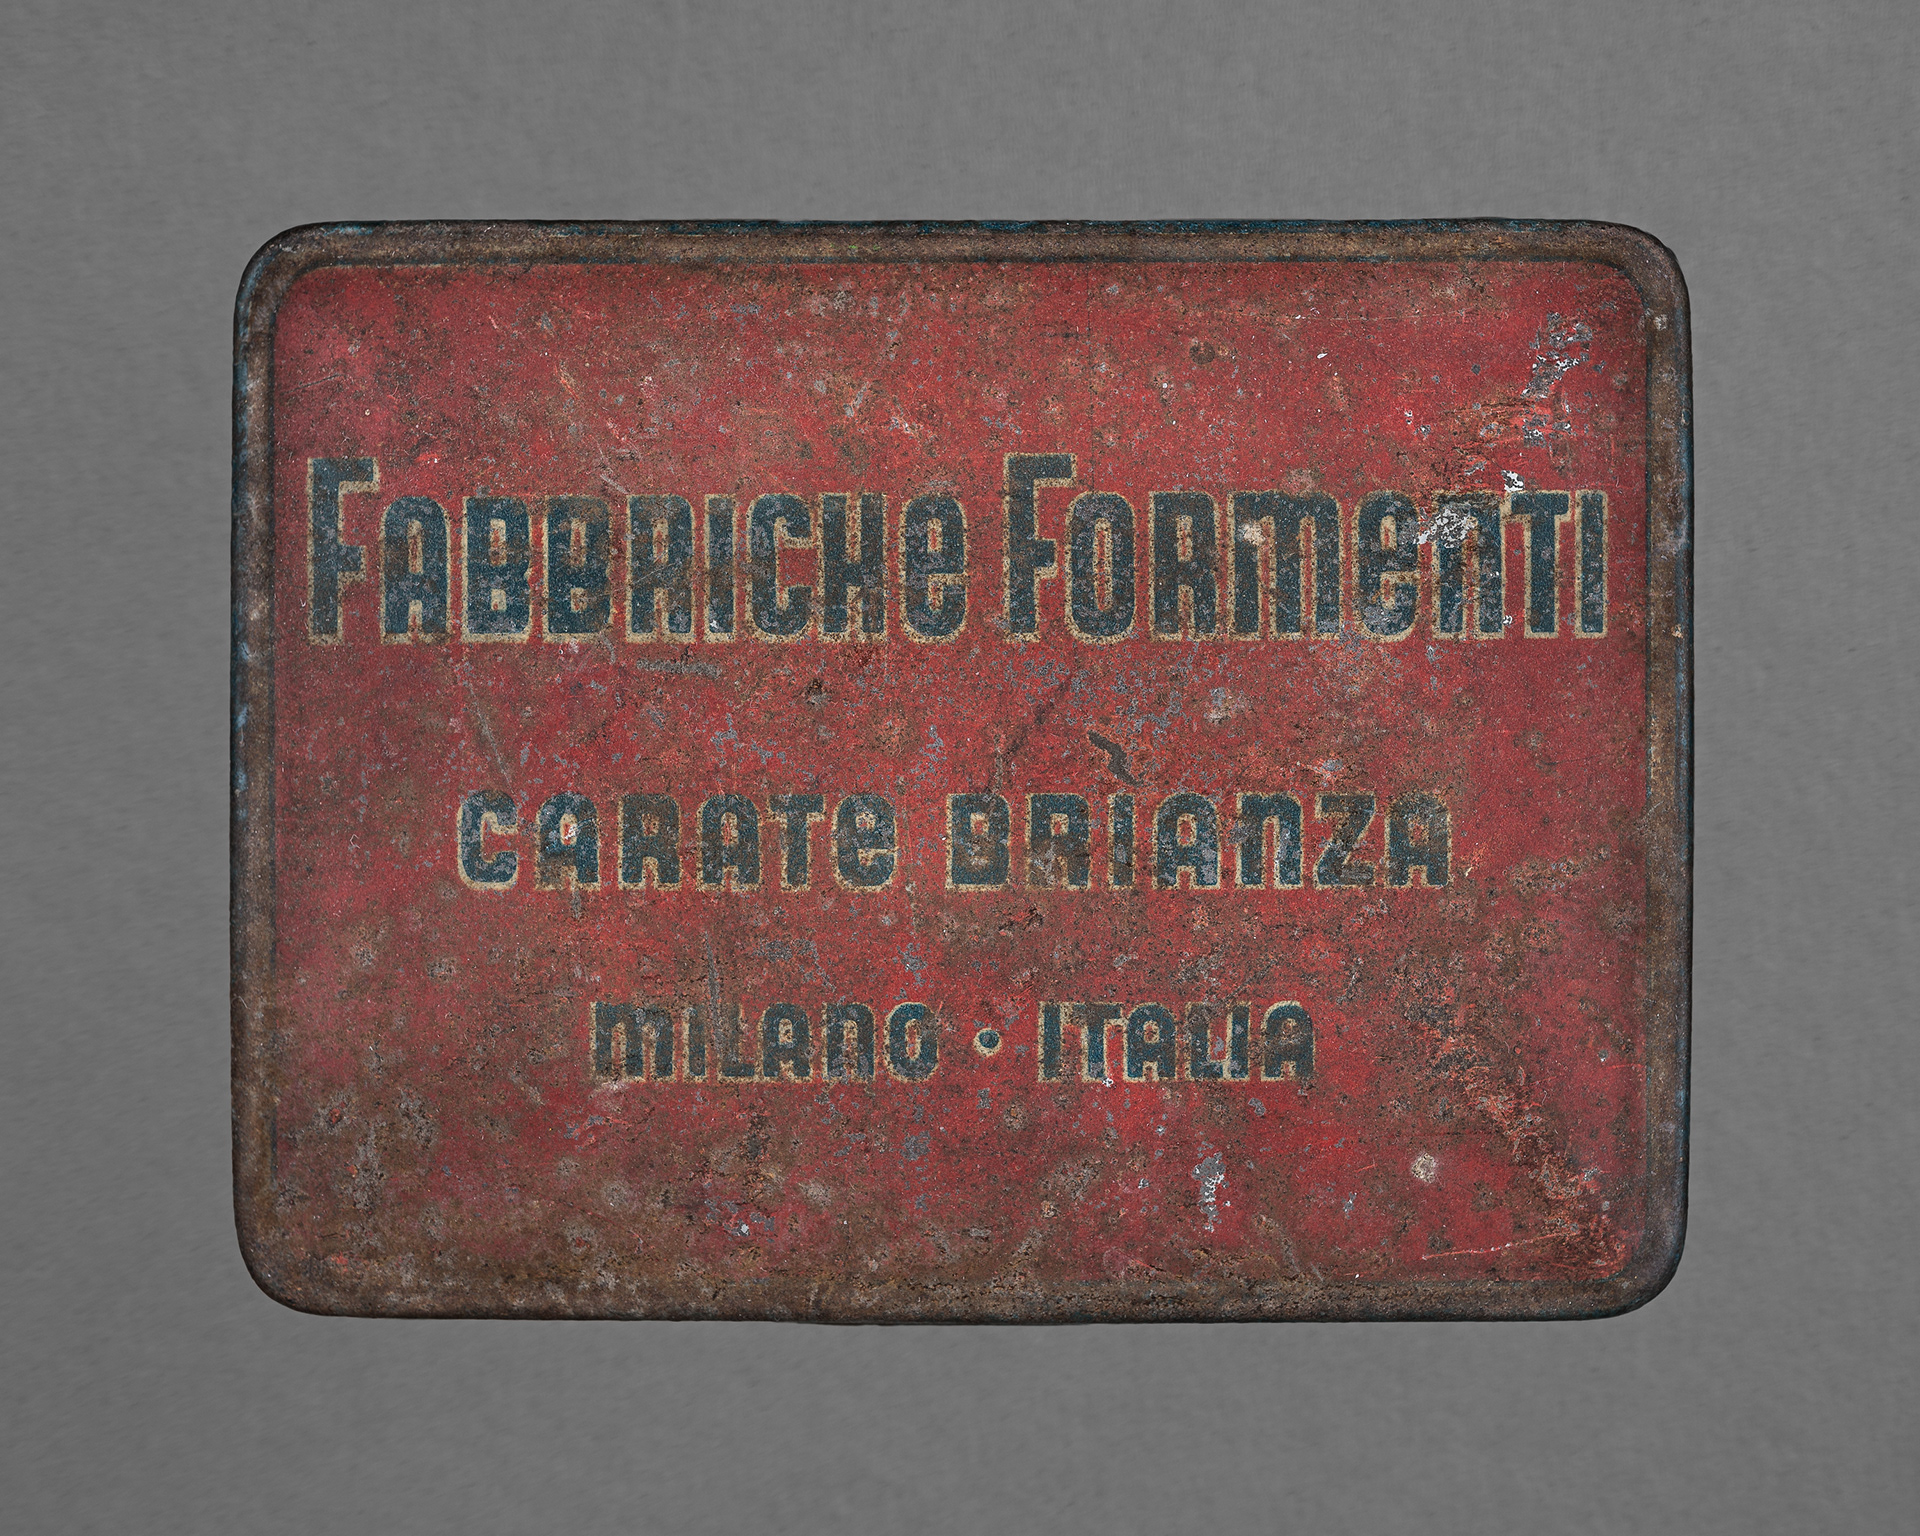 Fabbriche Formenti
CARATE BRIANZA
MILANO • ITALIA